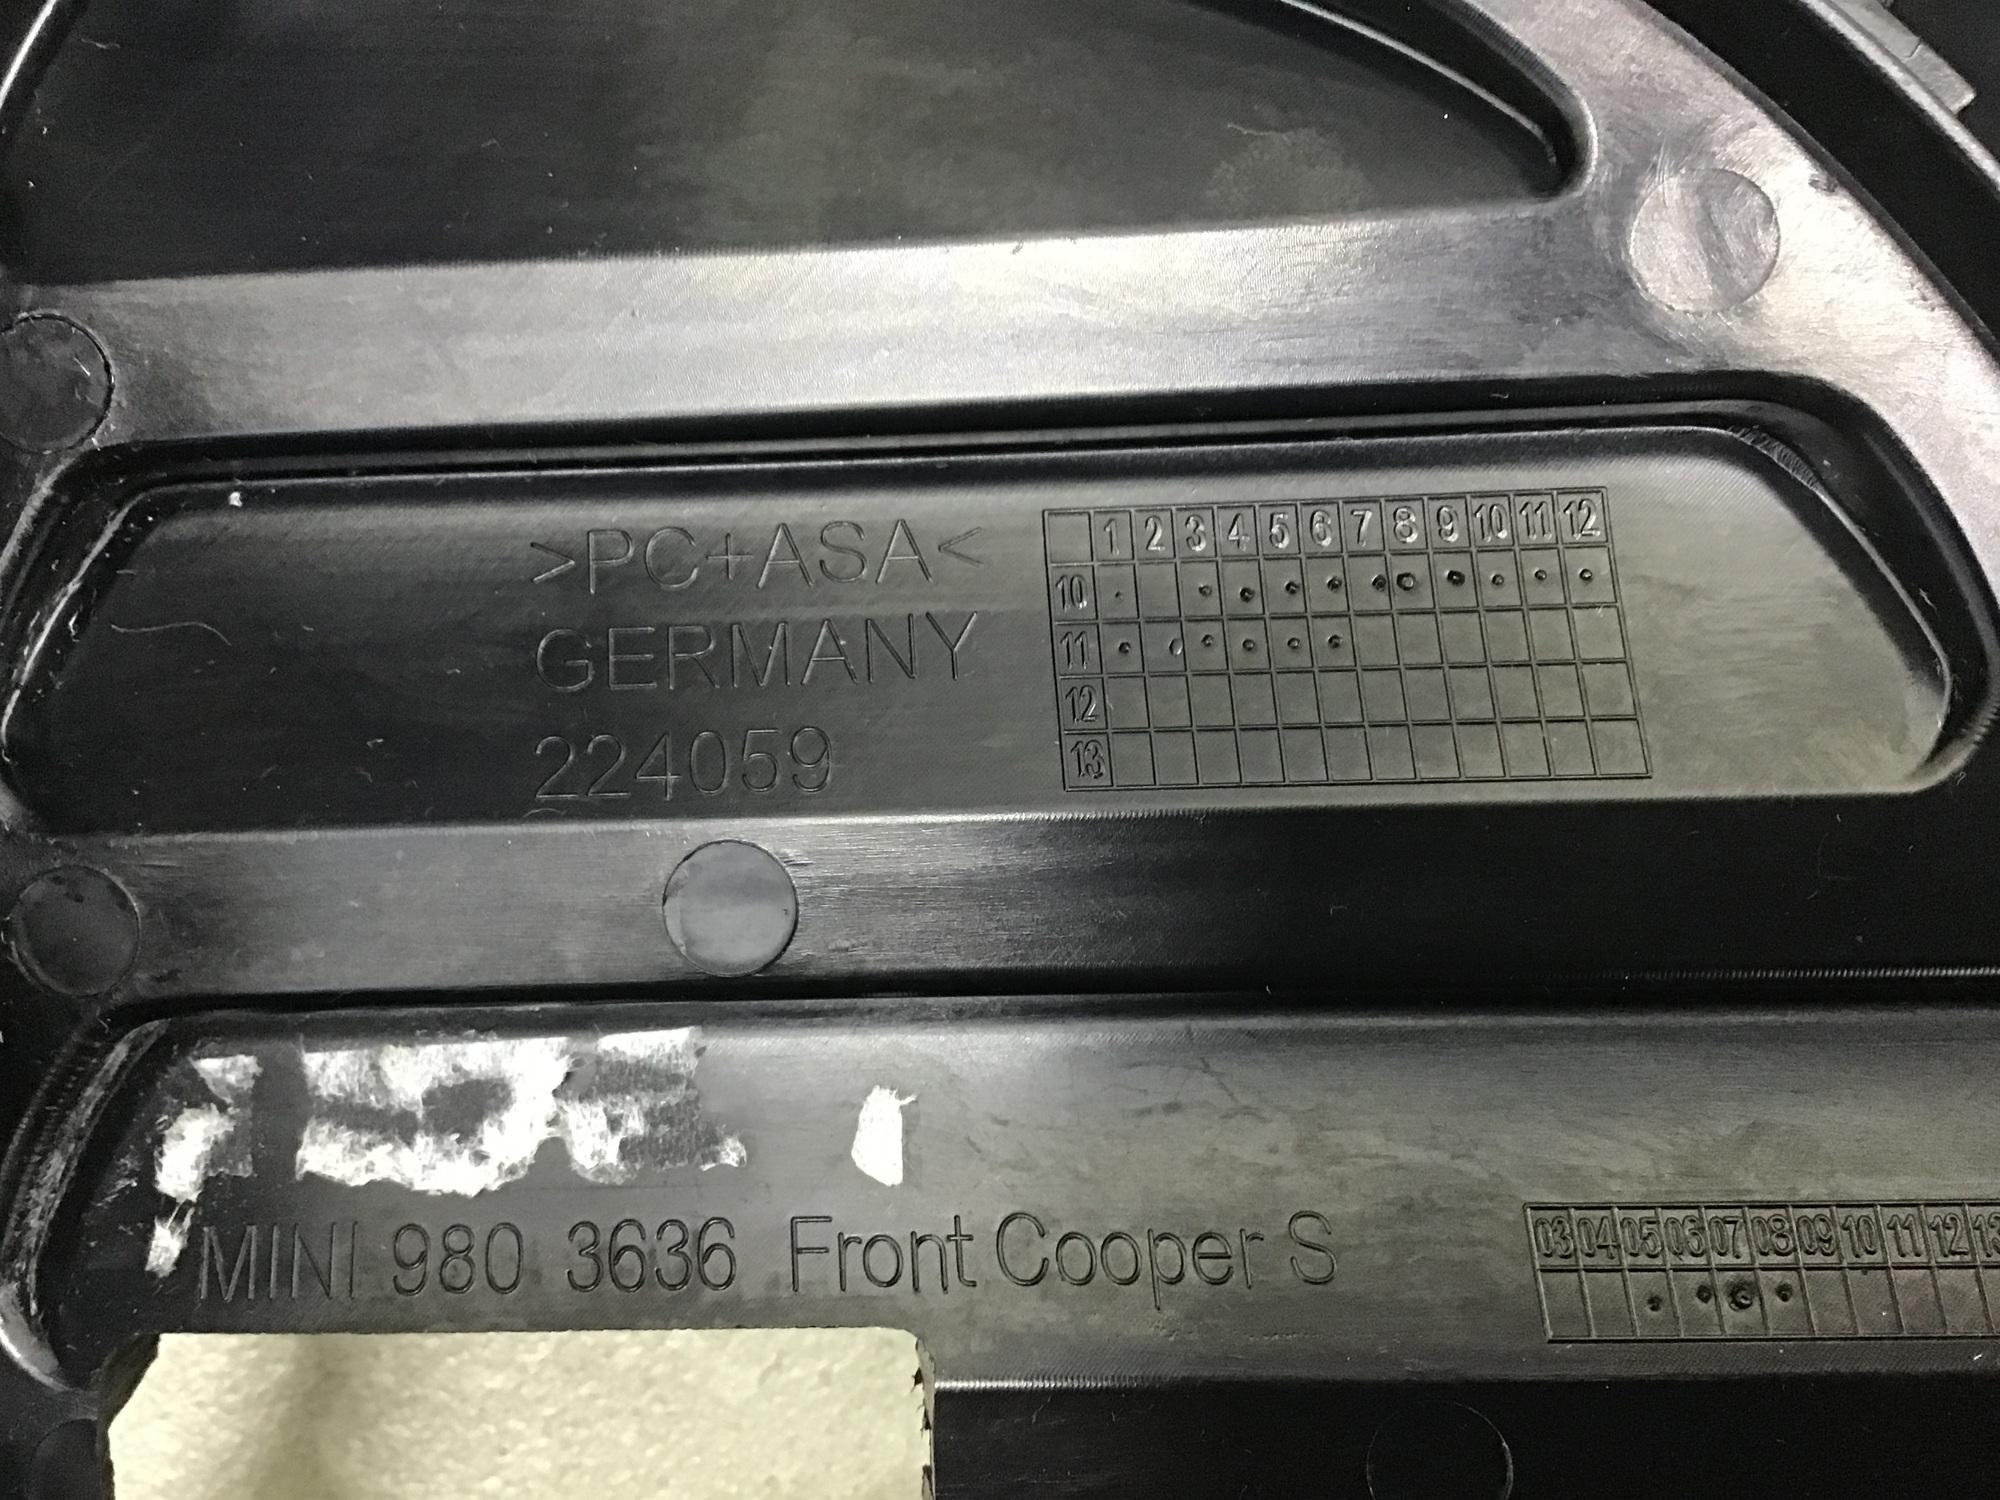 >PC+ASA<
GERMANY
224059
1 2 3 4 5 6 7 8 9 10 11 12
10
11
12
13
MINI 980 3636 Front Cooper S
03 04 05 06 07 08 09 10 11 12 13